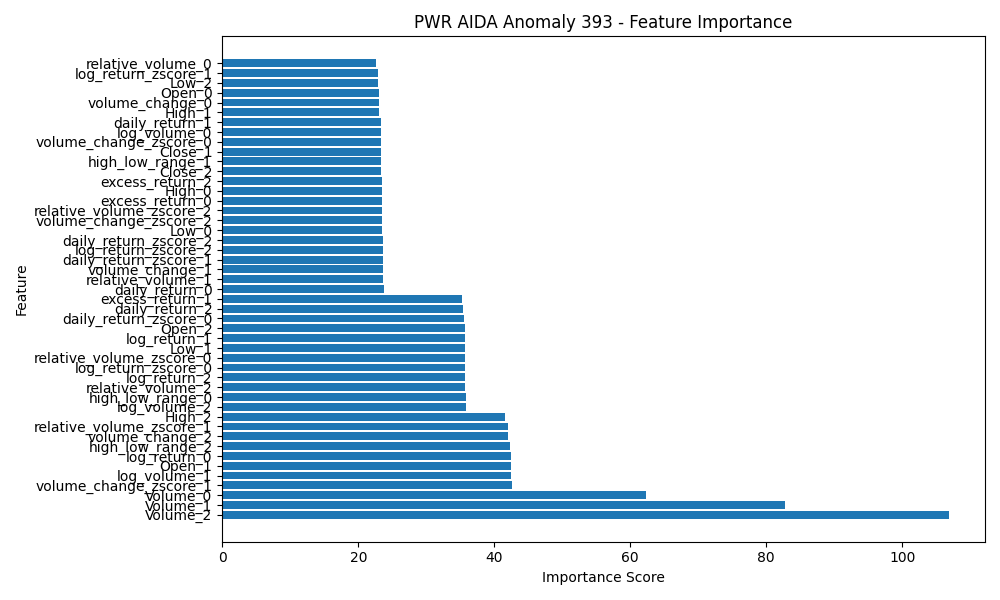 PWR AIDA Anomaly 393 - Feature Importance
relative_volume_0
log_return_zscore_1
Low_2
Open_0
volume_change_0
High_1
daily_return_1
log_volume_0
volume_change_zscore_0
Close_1
high_low_range_1
Close_2
excess_return_2
High_0
excess_return_0
relative_volume_zscore_2
volume_change_zscore_2
Low_0
daily_return_zscore_2
log_return_zscore_2
daily_return_zscore_1
volume_change_1
relative_volume_1
daily_return_0
excess_return_1
daily_return_2
daily_return_zscore_0
Open_2
log_return_1
Low_1
relative_volume_zscore_0
log_return_zscore_0
log_return_2
relative_volume_2
high_low_range_0
log_volume_2
High_2
relative_volume_zscore_1
volume_change_2
high_low_range_2
log_return_0
Open_1
log_volume_1
volume_change_zscore_1
Volume_0
Volume_1
Volume_2
Feature
0 20 40 60 80 100
Importance Score